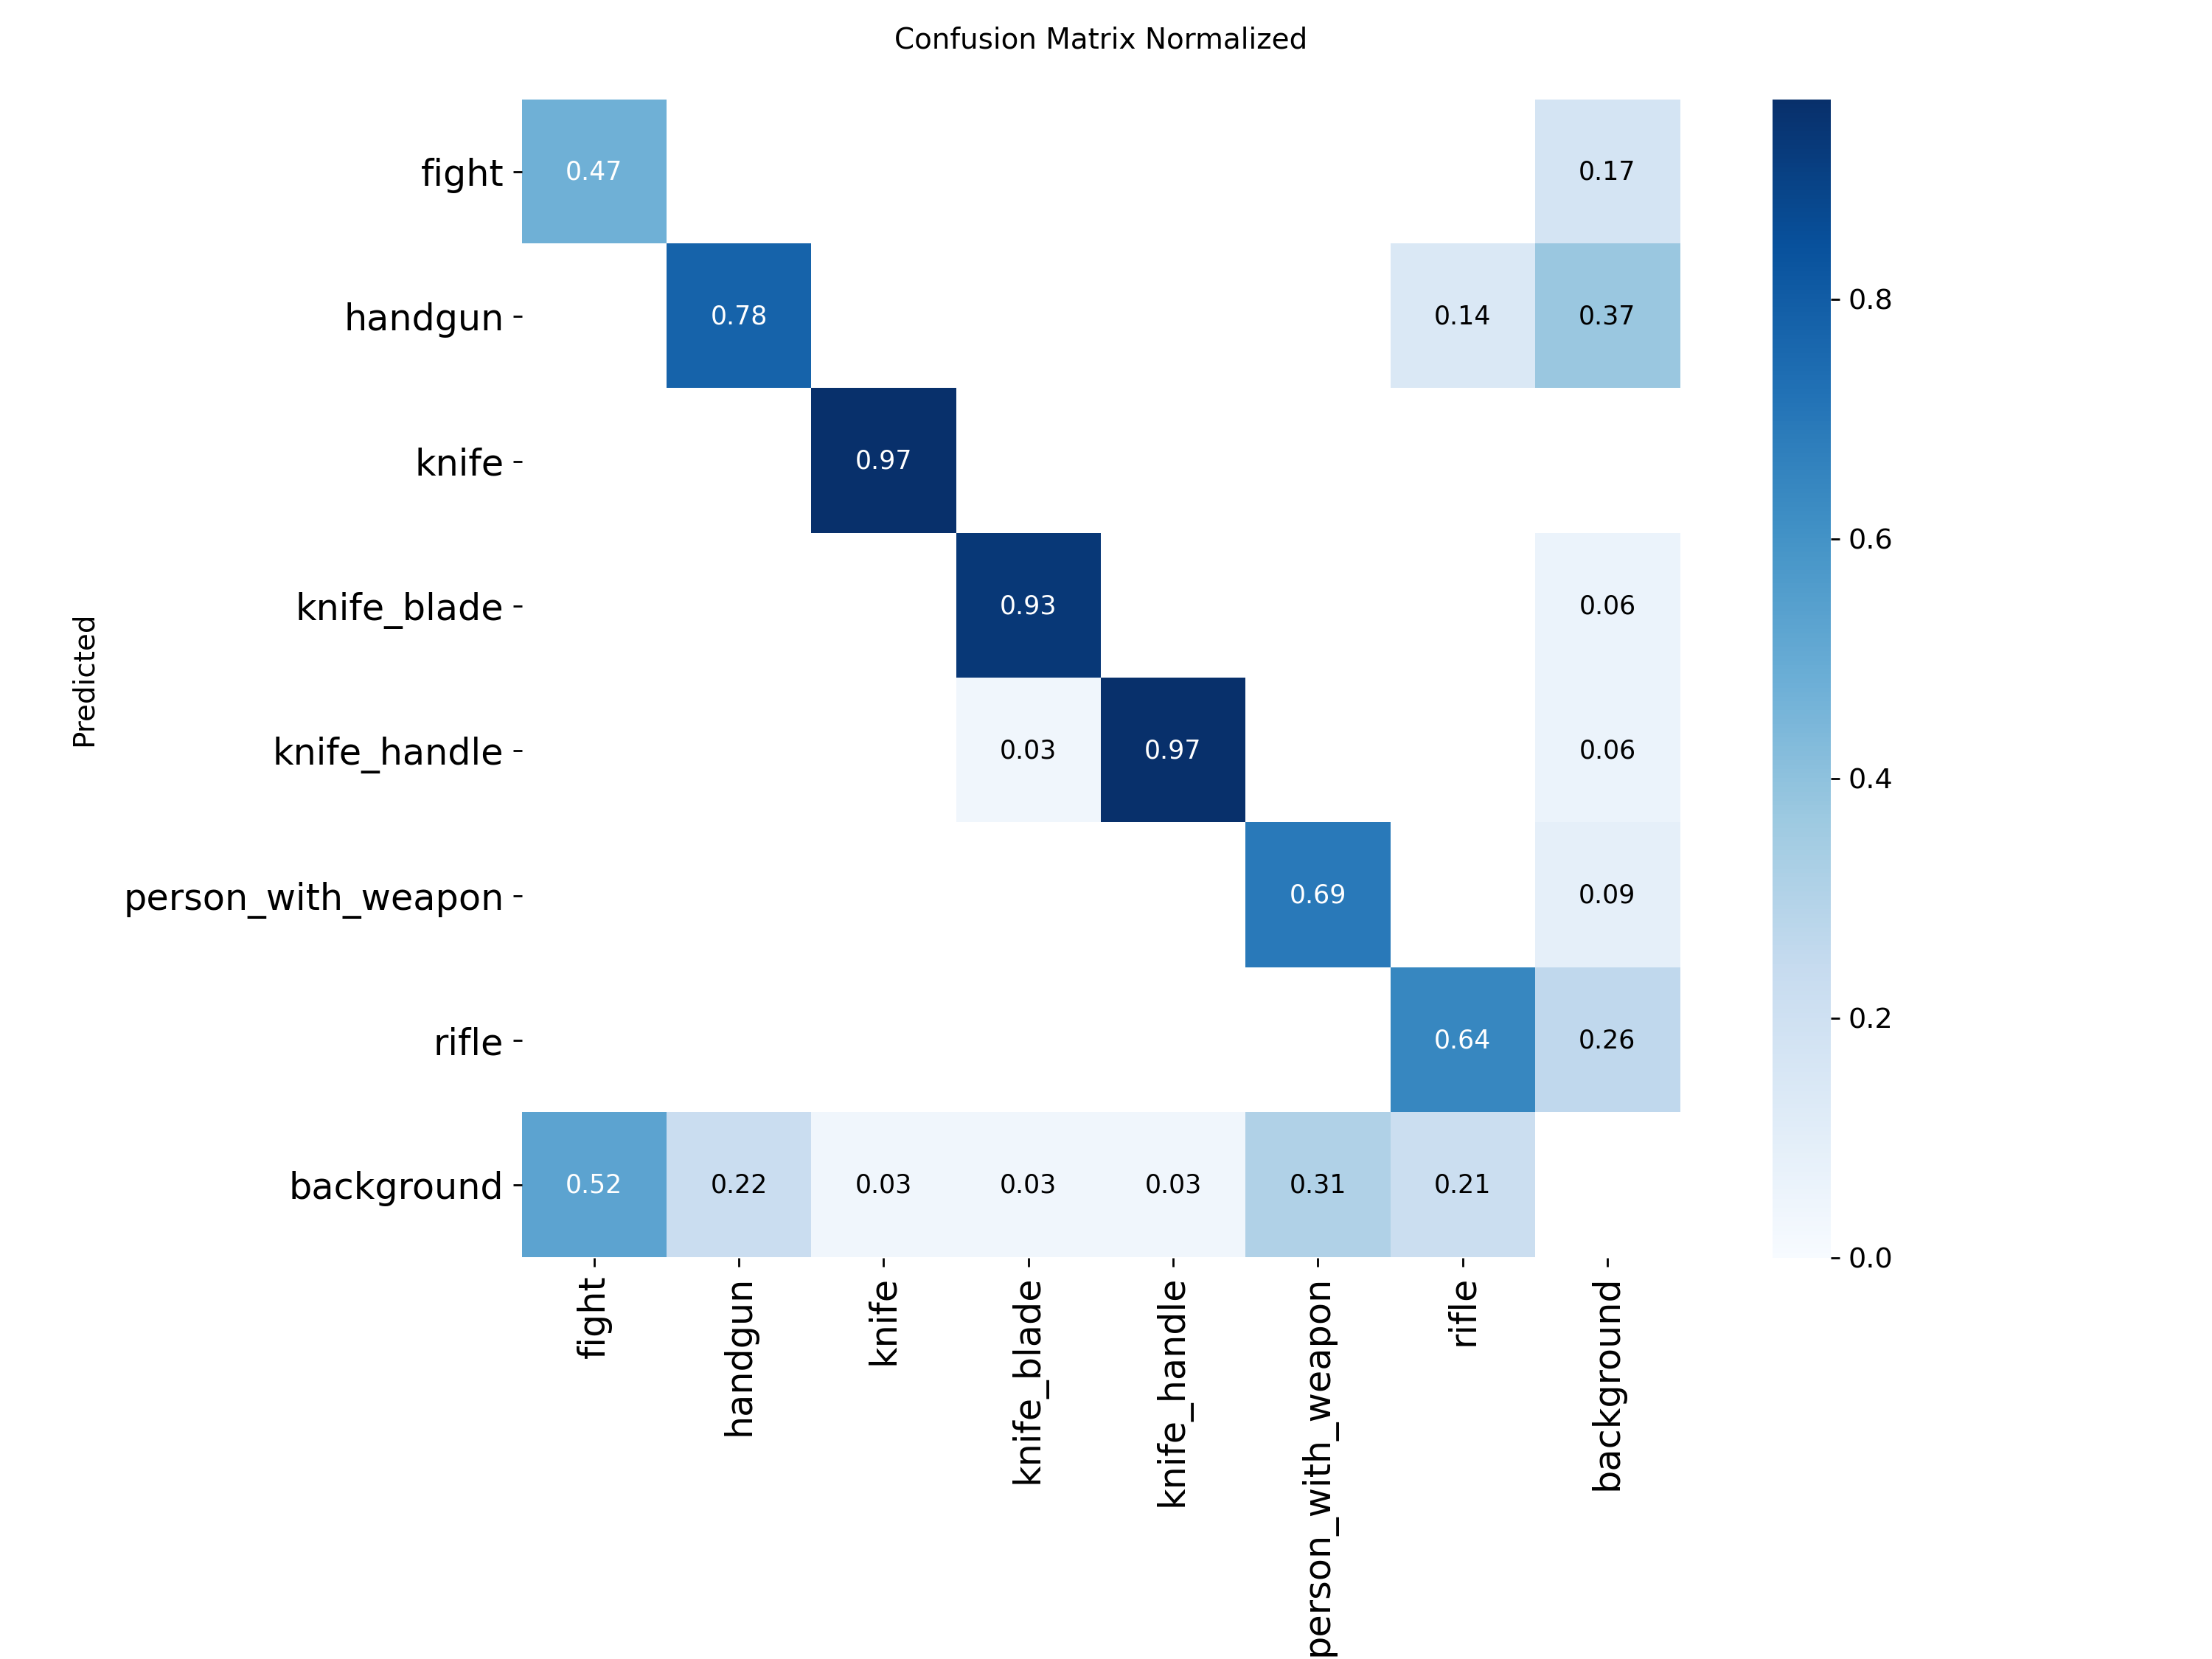 Confusion Matrix Normalized
Predicted
fight 0.47 0.17
handgun 0.78 0.14 0.37
knife 0.97
knife_blade 0.93 0.06
knife_handle 0.03 0.97 0.06
person_with_weapon 0.69 0.09
rifle 0.64 0.26
background 0.52 0.22 0.03 0.03 0.03 0.31 0.21
fight
handgun
knife
knife_blade
knife_handle
person_with_weapon
rifle
background
0.8
0.6
0.4
0.2
0.0